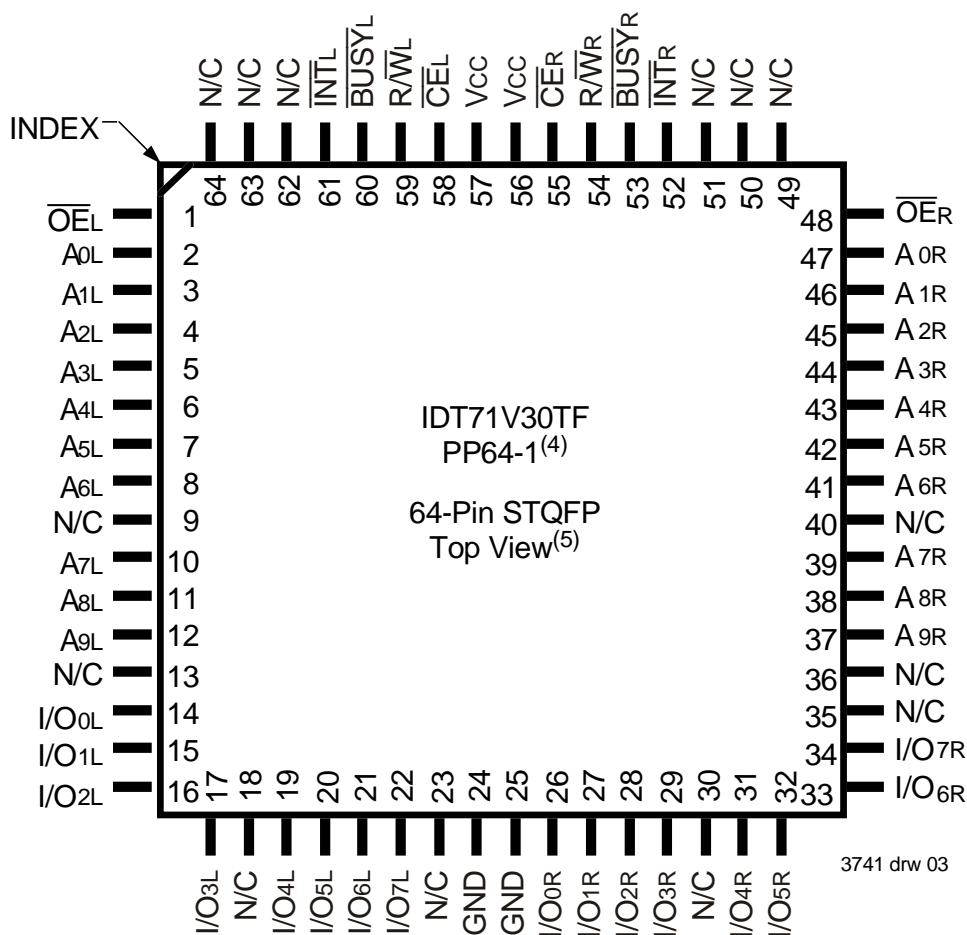 N/C N/C N/C INTL BUSYL R/WL CEL VCC VCC CER R/WR BUSYR INTR N/C N/C N/C
INDEX
64 63 62 61 60 59 58 57 56 55 54 53 52 51 50 49
OEL 1 48 OER
A0L 2 47 A0R
A1L 3 46 A1R
A2L 4 45 A2R
A3L 5 44 A3R
A4L 6 43 A4R
A5L 7 42 A5R
A6L 8 41 A6R
N/C 9 40 N/C
A7L 10 39 A7R
A8L 11 38 A8R
A9L 12 37 A9R
N/C 13 36 N/C
I/O0L 14 35 N/C
I/O1L 15 34 I/O7R
I/O2L 16 33 I/O6R
IDT71V30TF
PP64-1(4)
64-Pin STQFP
Top View(5)
17 18 19 20 21 22 23 24 25 26 27 28 29 30 31 32
I/O3L N/C I/O4L I/O5L I/O6L I/O7L N/C GND GND I/O0R I/O1R I/O2R I/O3R N/C I/O4R I/O5R
3741 drw 03